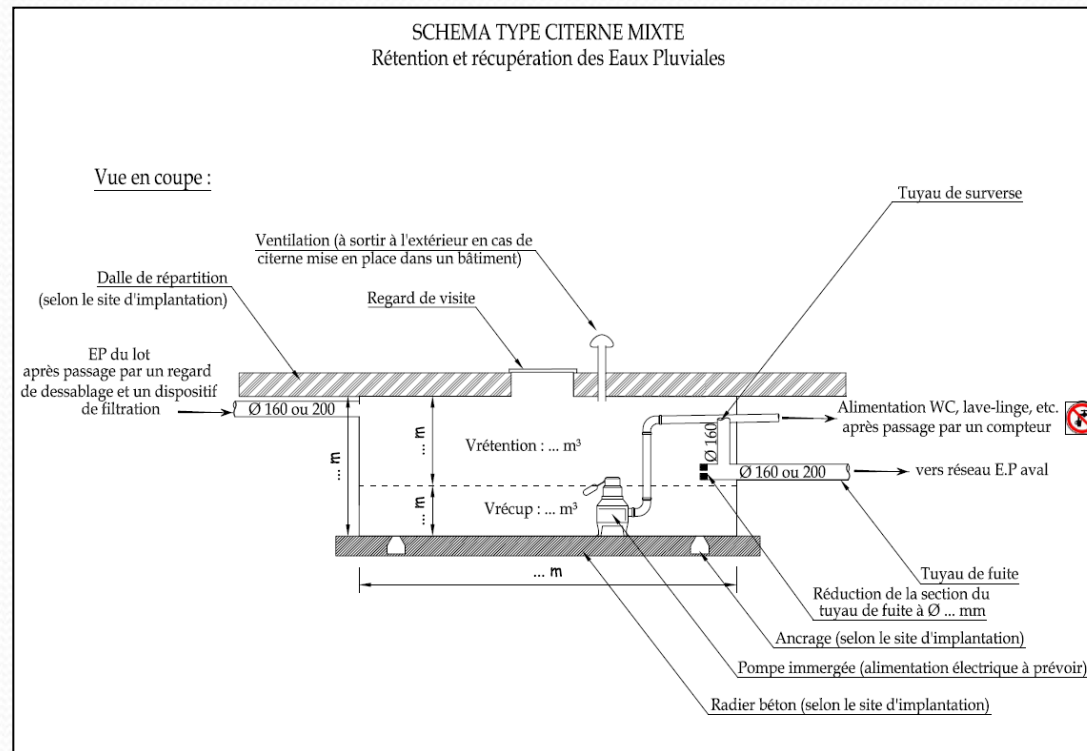 SCHEMA TYPE CITERNE MIXTE
Rétention et récupération des Eaux Pluviales
Vue en coupe :
Tuyau de surverse
Ventilation (à sortir à l'extérieur en cas de
citerne mise en place dans un bâtiment)
Dalle de répartition
(selon le site d'implantation)
Regard de visite
EP du lot
après passage par un regard
de dessablage et un dispositif
de filtration
Ø 160 ou 200
Alimentation WC, lave-linge, etc.
après passage par un compteur
... m
... m
Vrétention : ... m³
Ø 160
Ø 160 ou 200
vers réseau E.P aval
... m
Vrécup : ... m³
... m
Tuyau de fuite
Réduction de la section du
tuyau de fuite à Ø ... mm
Ancrage (selon le site d'implantation)
Pompe immergée (alimentation électrique à prévoir)
Radier béton (selon le site d'implantation)